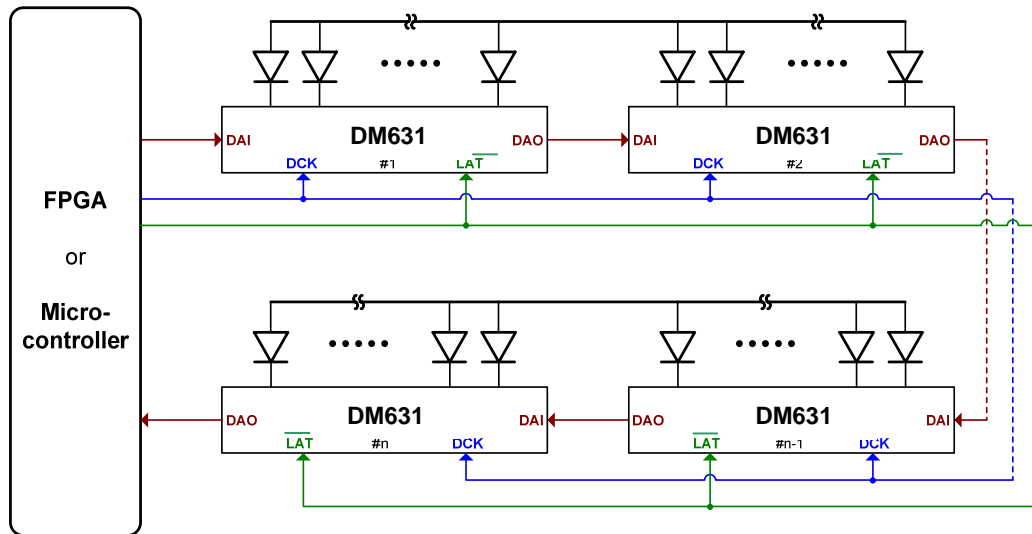 FPGA
or
Micro-
controller
DM631
DAI
DAO
DCK
#1
LAT
DM631
DAI
DAO
DCK
#2
LAT
DM631
DAO
DAI
LAT
#n
DCK
DM631
DAO
DAI
LAT
#n-1
DCK